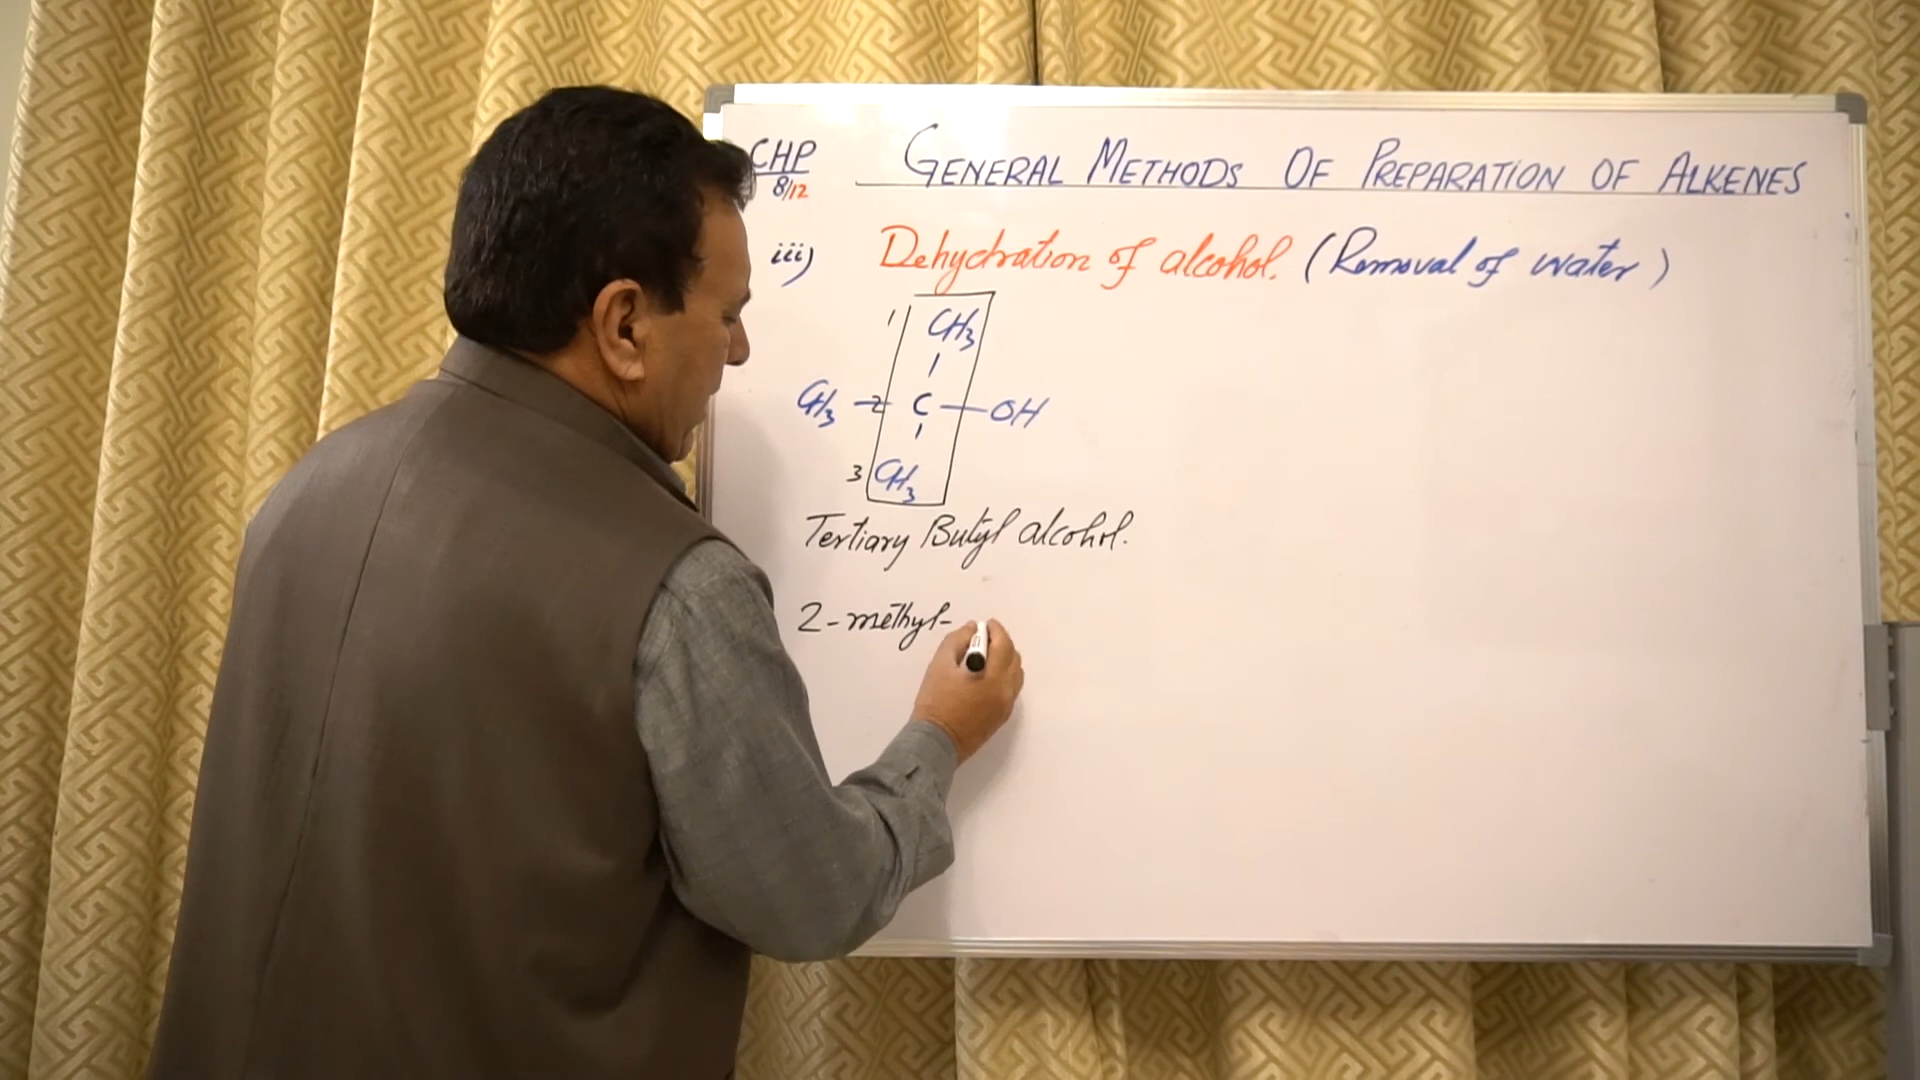 CHP GENERAL METHODS OF PREPARATION OF ALKENES
8/12
iii) Dehydration of alcohol. (Removal of water)
1 CH3
CH3 - 2 C - OH
3 CH3
Tertiary Butyl alcohol.
2-methyl-